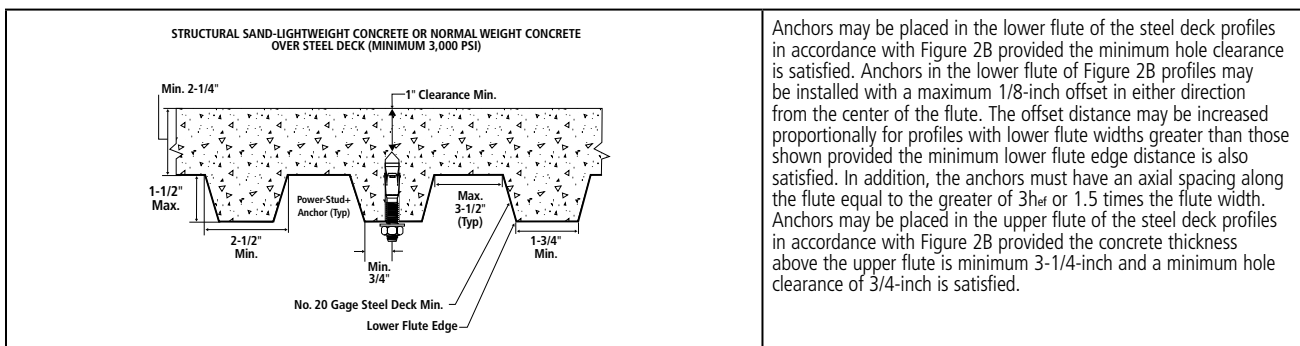 STRUCTURAL SAND-LIGHTWEIGHT CONCRETE OR NORMAL WEIGHT CONCRETE
OVER STEEL DECK (MINIMUM 3,000 PSI)
Min. 2-1/4"
1" Clearance Min.
1-1/2"
Max.
Power-Stud+
Anchor (Typ)
Max.
3-1/2"
(Typ)
2-1/2"
Min.
Min.
3/4"
1-3/4"
Min.
No. 20 Gage Steel Deck Min.
Lower Flute Edge
Anchors may be placed in the lower flute of the steel deck profiles
in accordance with Figure 2B provided the minimum hole clearance
is satisfied. Anchors in the lower flute of Figure 2B profiles may
be installed with a maximum 1/8-inch offset in either direction
from the center of the flute. The offset distance may be increased
proportionally for profiles with lower flute widths greater than those
shown provided the minimum lower flute edge distance is also
satisfied. In addition, the anchors must have an axial spacing along
the flute equal to the greater of 3hef or 1.5 times the flute width.
Anchors may be placed in the upper flute of the steel deck profiles
in accordance with Figure 2B provided the concrete thickness
above the upper flute is minimum 3-1/4-inch and a minimum hole
clearance of 3/4-inch is satisfied.